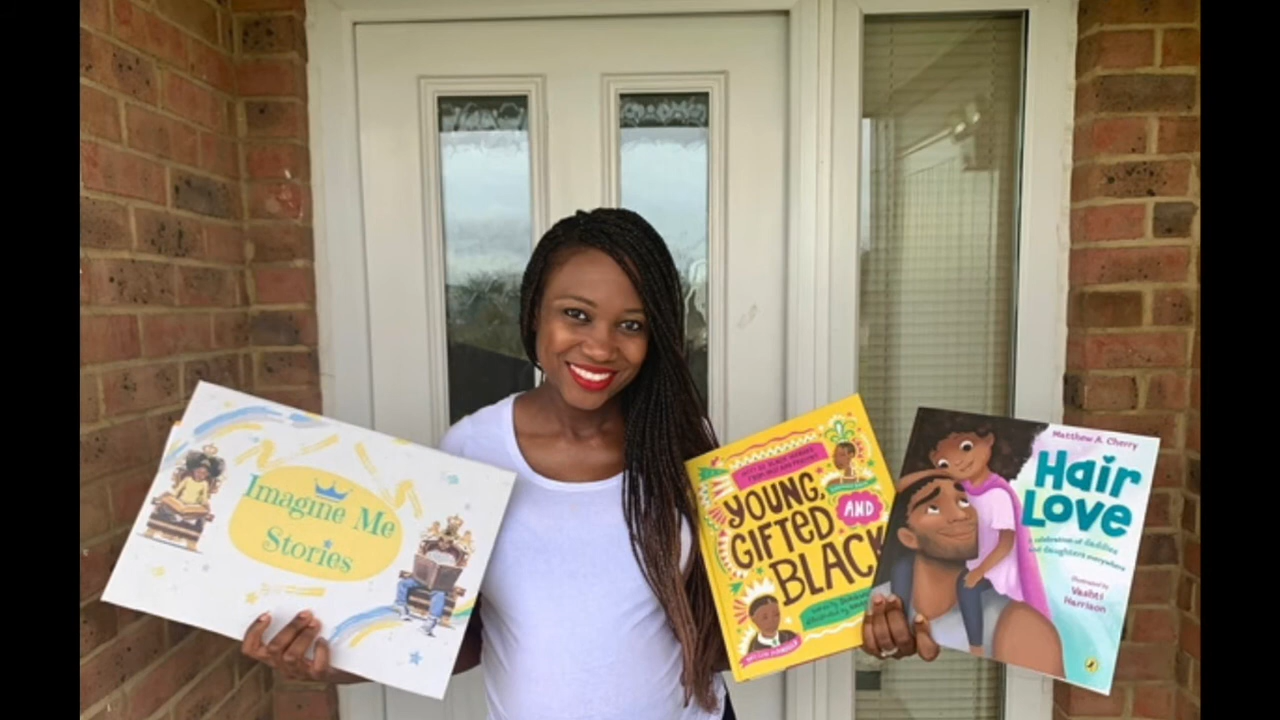 Imagine Me
Stories
YOUNG,
GIFTED
AND
BLACK
Matthew A. Cherry
Hair
Love
a celebration of daddies
and daughters everywhere
Illustrated by
Vashti
Harrison